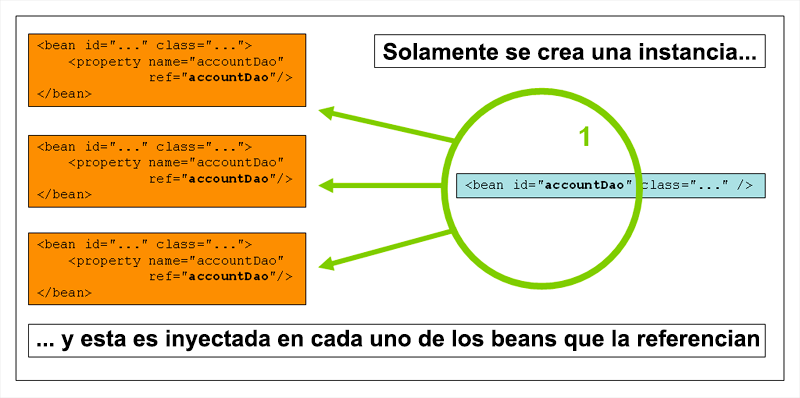 <bean id="..." class="...">
<property name="accountDao"
ref="accountDao"/>
</bean>
Solamente se crea una instancia...
<bean id="..." class="...">
<property name="accountDao"
ref="accountDao"/>
</bean>
1
<bean id="accountDao" class="..." />
<bean id="..." class="...">
<property name="accountDao"
ref="accountDao"/>
</bean>
... y esta es inyectada en cada uno de los beans que la referencian